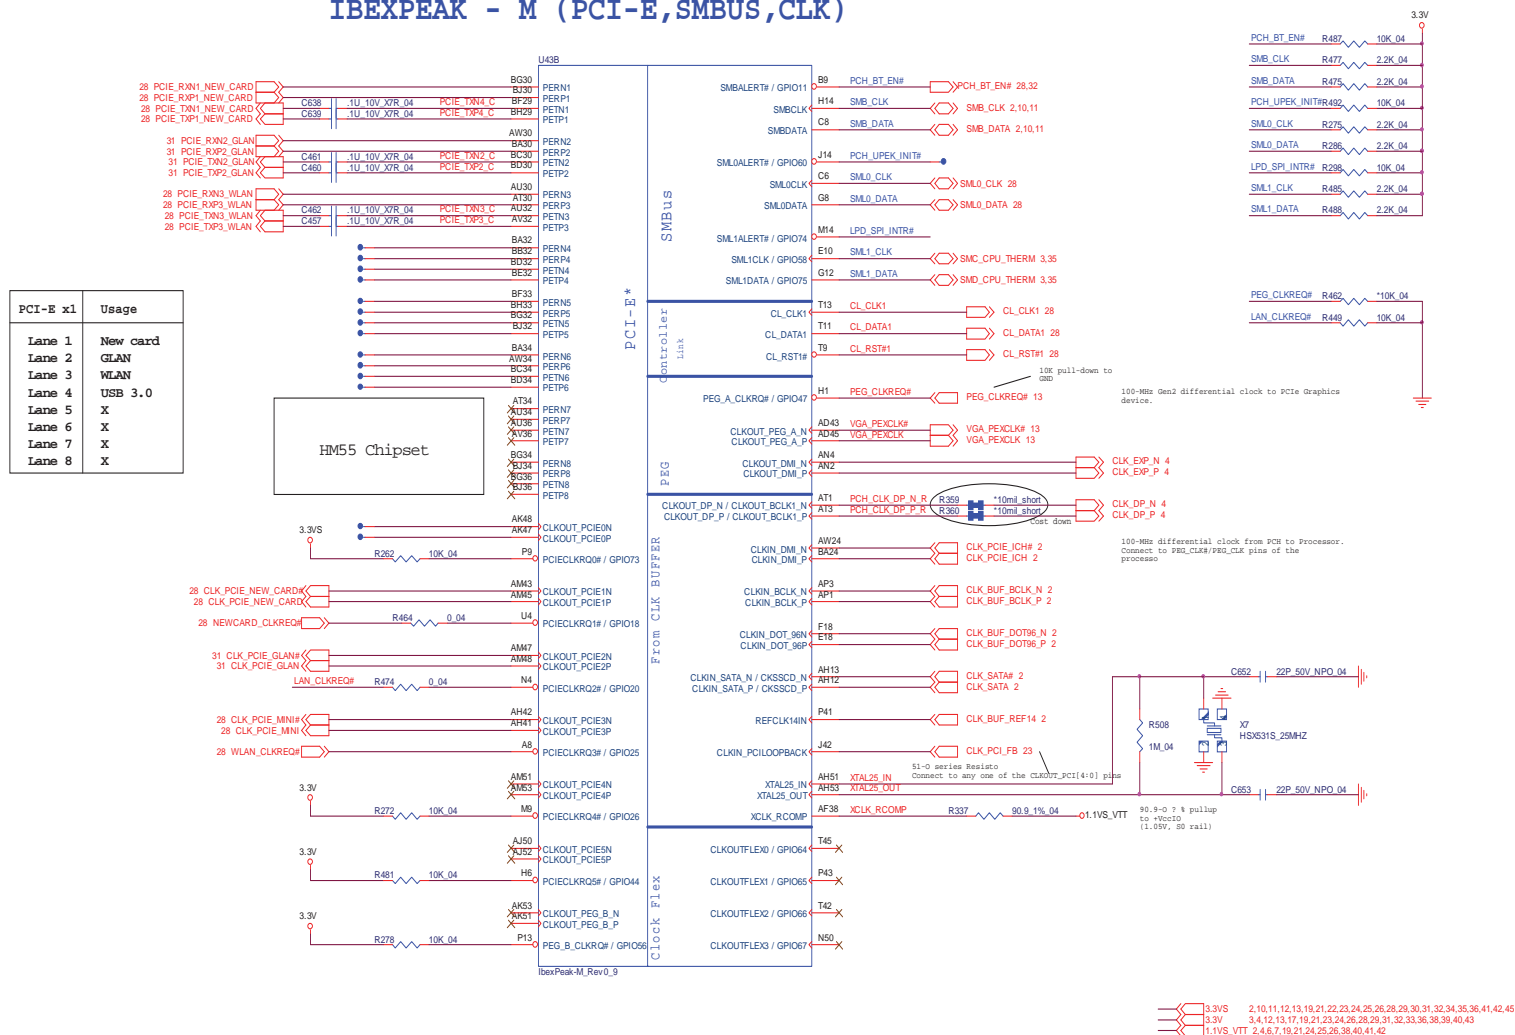 IBEXPEAK - M (PCI-E,SMBUS,CLK)
U43B
28 PCIE_RXN1_NEW_CARD BG30 PERN1
28 PCIE_RXP1_NEW_CARD BJ30 PERP1
28 PCIE_TXN1_NEW_CARD C638 .1U_10V_X7R_04 PCIE_TXN4_C BF29 PETN1
28 PCIE_TXP1_NEW_CARD C639 .1U_10V_X7R_04 PCIE_TXP4_C BH29 PETP1
31 PCIE_RXN2_GLAN AW30 PERN2
31 PCIE_RXP2_GLAN BA30 PERP2
31 PCIE_TXN2_GLAN C461 .1U_10V_X7R_04 PCIE_TXN2_C BC30 PETN2
31 PCIE_TXP2_GLAN C460 .1U_10V_X7R_04 PCIE_TXP2_C BD30 PETP2
28 PCIE_RXN3_WLAN AU30 PERN3
28 PCIE_RXP3_WLAN AT30 PERP3
28 PCIE_TXN3_WLAN C462 .1U_10V_X7R_04 PCIE_TXN3_C AU32 PETN3
28 PCIE_TXP3_WLAN C457 .1U_10V_X7R_04 PCIE_TXP3_C AV32 PETP3
BA32 PERN4
BB32 PERP4
BD32 PETN4
BE32 PETP4
BF33 PERN5
BH33 PERP5
BG32 PETN5
BJ32 PETP5
BA34 PERN6
AW34 PERP6
BC34 PETN6
BD34 PETP6
AT34 PERN7
AU34 PERP7
AU36 PETN7
AV36 PETP7
BG34 PERN8
BJ34 PERP8
BG36 PETN8
BJ36 PETP8
PCI-E x1 Usage
Lane 1 New card
Lane 2 GLAN
Lane 3 WLAN
Lane 4 USB 3.0
Lane 5 X
Lane 6 X
Lane 7 X
Lane 8 X
HM55 Chipset
AK48 CLKOUT_PCIE0N
AK47 CLKOUT_PCIE0P
3.3VS
R262 10K_04 P9 PCIECLKRQ0# / GPIO73
28 CLK_PCIE_NEW_CARD# AM43 CLKOUT_PCIE1N
28 CLK_PCIE_NEW_CARD AM45 CLKOUT_PCIE1P
28 NEWCARD_CLKREQ# R464 0_04 U4 PCIECLKRQ1# / GPIO18
31 CLK_PCIE_GLAN# AM47 CLKOUT_PCIE2N
31 CLK_PCIE_GLAN AM48 CLKOUT_PCIE2P
LAN_CLKREQ# R474 0_04 N4 PCIECLKRQ2# / GPIO20
28 CLK_PCIE_MINI# AH42 CLKOUT_PCIE3N
28 CLK_PCIE_MINI AH41 CLKOUT_PCIE3P
28 WLAN_CLKREQ# A8 PCIECLKRQ3# / GPIO25
AM51 CLKOUT_PCIE4N
AM53 CLKOUT_PCIE4P
3.3V
R272 10K_04 M9 PCIECLKRQ4# / GPIO26
AJ50 CLKOUT_PCIE5N
AJ52 CLKOUT_PCIE5P
3.3V
R481 10K_04 H6 PCIECLKRQ5# / GPIO44
AK53 CLKOUT_PEG_B_N
AK51 CLKOUT_PEG_B_P
3.3V
R278 10K_04 P13 PEG_B_CLKRQ# / GPIO56
IbexPeak-M_Rev0_9
PCI-E*
SMBus
Controller
Link
PEG
From CLK BUFFER
Clock Flex
SMBALERT# / GPIO11 B9 PCH_BT_EN# PCH_BT_EN# 28,32
SMBCLK H14 SMB_CLK SMB_CLK 2,10,11
SMBDATA C8 SMB_DATA SMB_DATA 2,10,11
SML0ALERT# / GPIO60 J14 PCH_UPEK_INIT#
SML0CLK C6 SML0_CLK SML0_CLK 28
SML0DATA G8 SML0_DATA SML0_DATA 28
SML1ALERT# / GPIO74 M14 LPD_SPI_INTR#
SML1CLK / GPIO58 E10 SML1_CLK SMC_CPU_THERM 3,35
SML1DATA / GPIO75 G12 SML1_DATA SMD_CPU_THERM 3,35
CL_CLK1 T13 CL_CLK1 CL_CLK1 28
CL_DATA1 T11 CL_DATA1 CL_DATA1 28
CL_RST1# T9 CL_RST#1 CL_RST#1 28
10K pull-down to
GND
PEG_A_CLKRQ# / GPIO47 H1 PEG_CLKREQ# PEG_CLKREQ# 13
100-MHz Gen2 differential clock to PCIe Graphics
device.
CLKOUT_PEG_A_N AD43 VGA_PEXCLK# VGA_PEXCLK# 13
CLKOUT_PEG_A_P AD45 VGA_PEXCLK VGA_PEXCLK 13
CLKOUT_DMI_N AN4 CLK_EXP_N 4
CLKOUT_DMI_P AN2 CLK_EXP_P 4
CLKOUT_DP_N / CLKOUT_BCLK1_N AT1 PCH_CLK_DP_N_R R359 *10mil_short CLK_DP_N 4
CLKOUT_DP_P / CLKOUT_BCLK1_P AT3 PCH_CLK_DP_P_R R360 *10mil_short CLK_DP_P 4
Cost down
100-MHz differential clock from PCH to Processor.
Connect to PEG_CLK#/PEG_CLK pins of the
processo
CLKIN_DMI_N AW24 CLK_PCIE_ICH# 2
CLKIN_DMI_P BA24 CLK_PCIE_ICH 2
CLKIN_BCLK_N AP3 CLK_BUF_BCLK_N 2
CLKIN_BCLK_P AP1 CLK_BUF_BCLK_P 2
CLKIN_DOT_96N F18 CLK_BUF_DOT96_N 2
CLKIN_DOT_96P E18 CLK_BUF_DOT96_P 2
CLKIN_SATA_N / CKSSCD_N AH13 CLK_SATA# 2
CLKIN_SATA_P / CKSSCD_P AH12 CLK_SATA 2
REFCLK14IN P41 CLK_BUF_REF14 2
CLKIN_PCILOOPBACK J42 CLK_PCI_FB 23
51-O series Resisto
Connect to any one of the CLKOUT_PCI[4:0] pins
XTAL25_IN AH51 XTAL25_IN
XTAL25_OUT AH53 XTAL25_OUT
XCLK_RCOMP AF38 XCLK_RCOMP R337 90.9_1%_04 1.1VS_VTT
90.9-O ? % pullup
to +VccIO
(1.05V, S0 rail)
CLKOUTFLEX0 / GPIO64 T45
CLKOUTFLEX1 / GPIO65 P43
CLKOUTFLEX2 / GPIO66 T42
CLKOUTFLEX3 / GPIO67 N50
3.3V
PCH_BT_EN# R487 10K_04
SMB_CLK R477 2.2K_04
SMB_DATA R475 2.2K_04
PCH_UPEK_INIT# R492 10K_04
SML0_CLK R275 2.2K_04
SML0_DATA R286 2.2K_04
LPD_SPI_INTR# R298 10K_04
SML1_CLK R485 2.2K_04
SML1_DATA R488 2.2K_04
PEG_CLKREQ# R462 *10K_04
LAN_CLKREQ# R449 10K_04
C652 22P_50V_NPO_04
R508
1M_04
X7
HSX531S_25MHZ
C653 22P_50V_NPO_04
3.3VS 2,10,11,12,13,19,21,22,23,24,25,26,28,29,30,31,32,34,35,36,41,42,45
3.3V 3,4,12,13,17,19,21,23,24,26,28,29,31,32,33,36,38,39,40,43
1.1VS_VTT 2,4,6,7,19,21,24,25,26,38,40,41,42